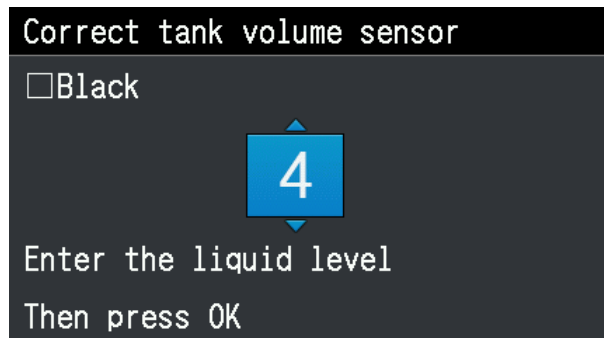 Correct tank volume sensor
□Black
4
Enter the liquid level
Then press OK